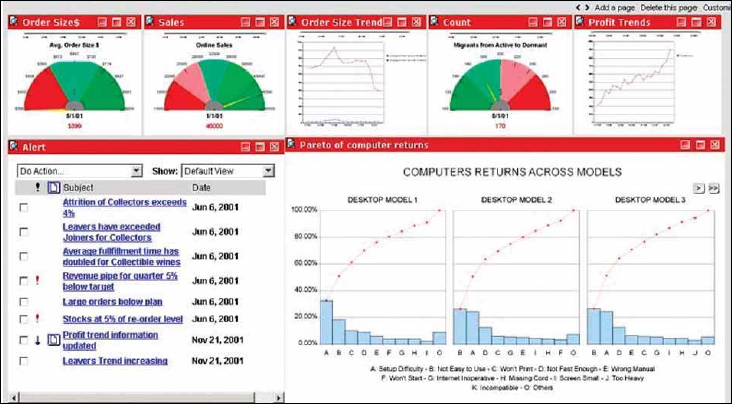 Add a page Delete this page Customi
Order Size$
Sales
Order Size Trend
Count
Profit Trends
Avg. Order Size $
5/1/01
$399
Online Sales
5/1/01
46000
Migrants from Active to Dormant
5/1/01
170
Alert
Do Action...
Show:
Default View
! Subject Date
Attrition of Collectors exceeds
4%
Jun 6, 2001
Leavers have exceeded
Joiners for Collectors
Jun 6, 2001
Average fullfillment time has
doubled for Collectible wines
Jun 6, 2001
! Revenue pipe for quarter 5%
below target
Jun 6, 2001
Large orders below plan
Jun 6, 2001
! Stocks at 5% of re-order level
Jun 6, 2001
Profit trend information
updated
Nov 21, 2001
Leavers Trend increasing
Nov 21, 2001
Pareto of computer returns
COMPUTERS RETURNS ACROSS MODELS
> >>
DESKTOP MODEL 1
DESKTOP MODEL 2
DESKTOP MODEL 3
100.00%
80.00%
60.00%
40.00%
20.00%
0.00%
A B C D E F G H I O
B A D C E F G I H O
B A D C E F G H J O
A: Setup Difficulty - B: Not Easy to Use - C: Won't Print - D: Not Fast Enough - E: Wrong Manual
F: Won't Start - G: Internet Inoperative - H: Missing Cord - I: Screen Small - J: Too Heavy
K: Incompatible - O: Others